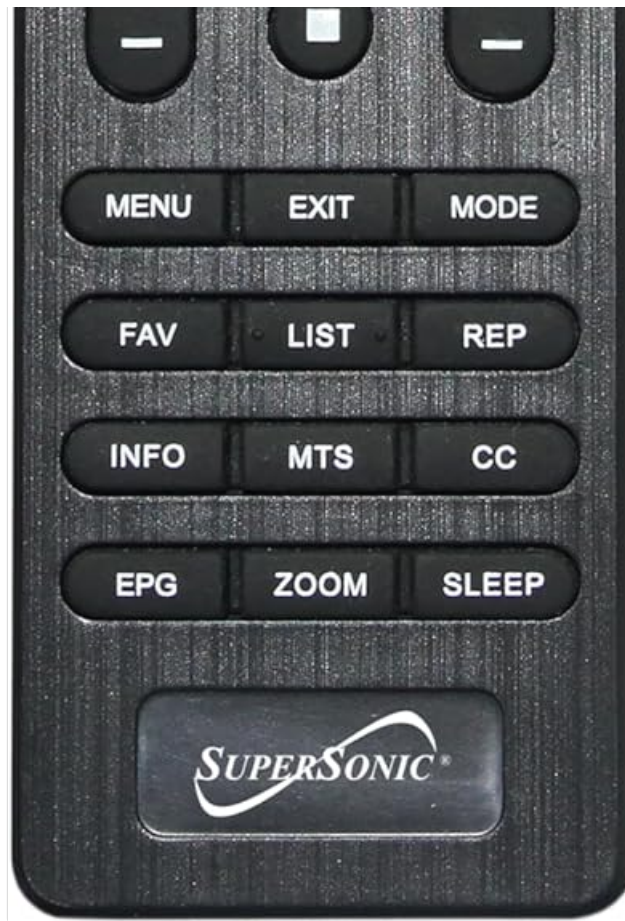 MENU EXIT MODE
FAV LIST REP
INFO MTS CC
EPG ZOOM SLEEP
SUPERSONIC®